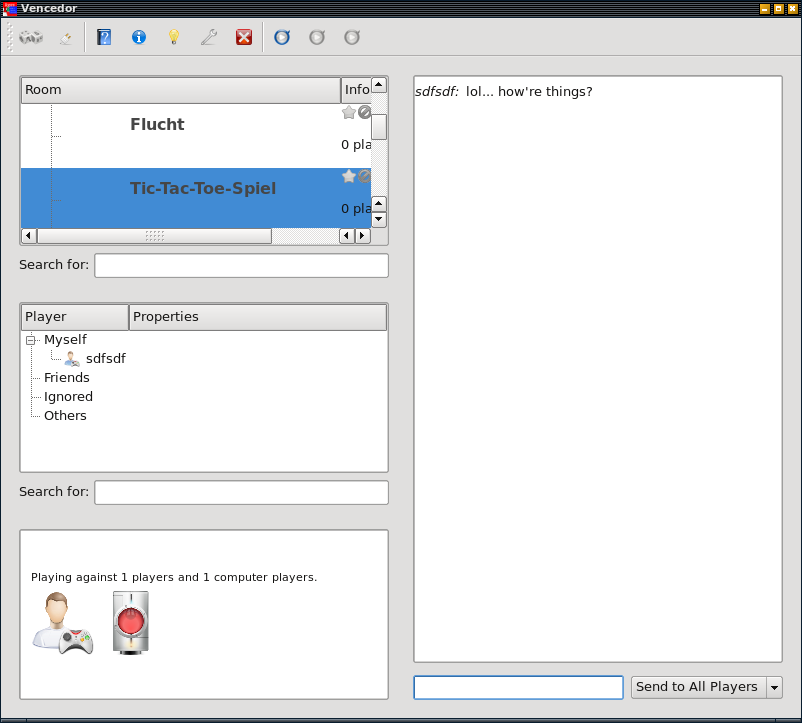 Vencedor
Room Info
Flucht
0 pla
Tic-Tac-Toe-Spiel
0 pla
Search for:
Player Properties
Myself
sdfsdf
Friends
Ignored
Others
Search for:
Playing against 1 players and 1 computer players.
sdfsdf: lol... how're things?
Send to All Players